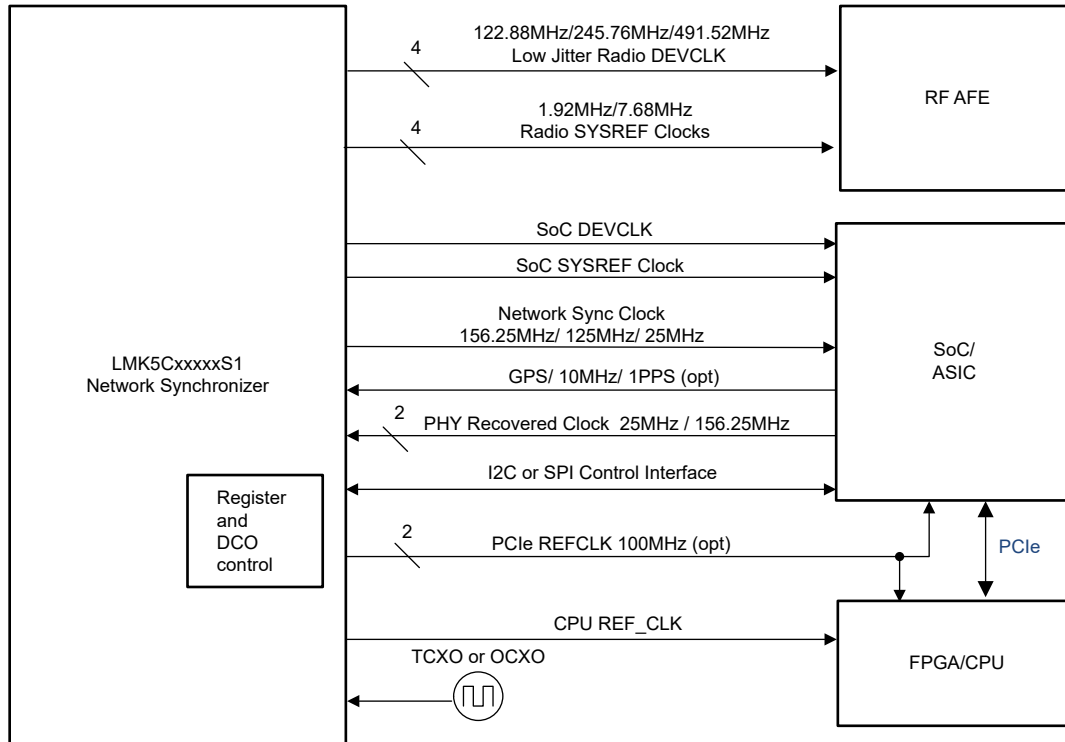 122.88MHz/245.76MHz/491.52MHz
4
Low Jitter Radio DEVCLK
RF AFE
1.92MHz/7.68MHz
4
Radio SYSREF Clocks
SoC DEVCLK
SoC SYSREF Clock
Network Sync Clock
156.25MHz/ 125MHz/ 25MHz
LMK5CxxxxxS1
Network Synchronizer
SoC/
ASIC
GPS/ 10MHz/ 1PPS (opt)
2
PHY Recovered Clock 25MHz / 156.25MHz
I2C or SPI Control Interface
Register
and
DCO
control
2
PCIe REFCLK 100MHz (opt)
PCIe
CPU REF_CLK
FPGA/CPU
TCXO or OCXO